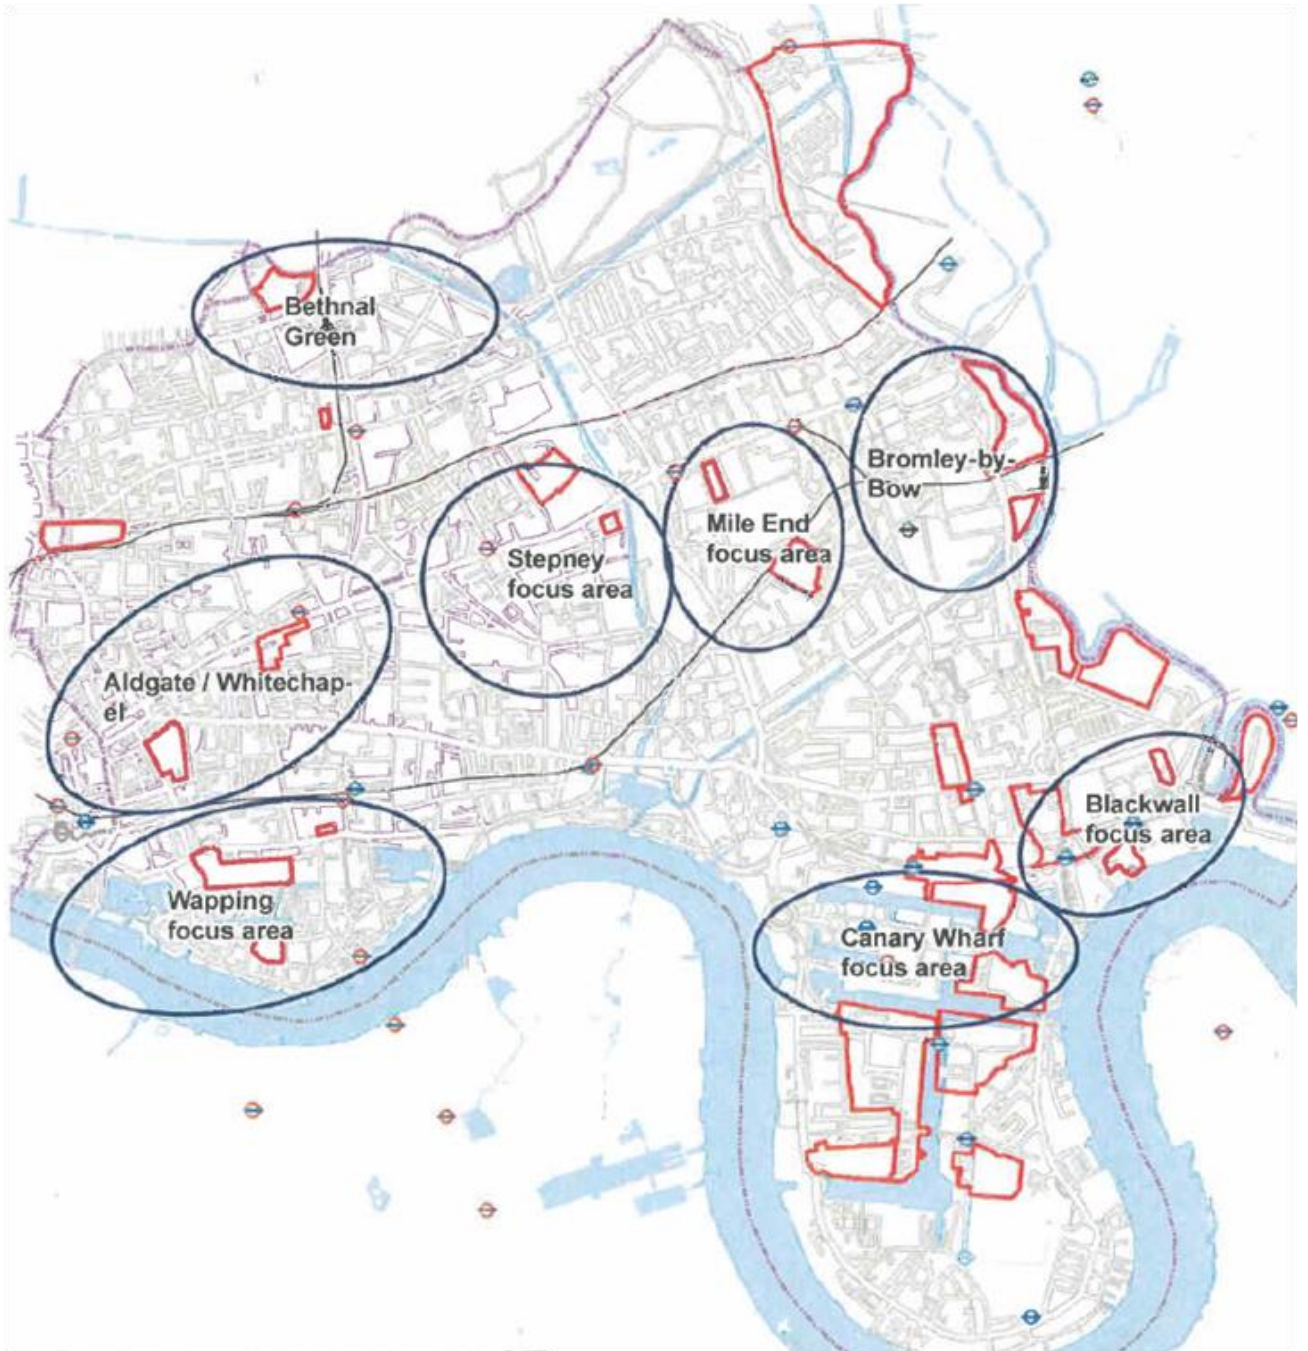 Bethnal
Green
Bromley-by-
Bow
Mile End
focus area
Stepney
focus area
Aldgate / Whitechap-
el
Blackwall
focus area
Wapping
focus area
Canary Wharf
focus area